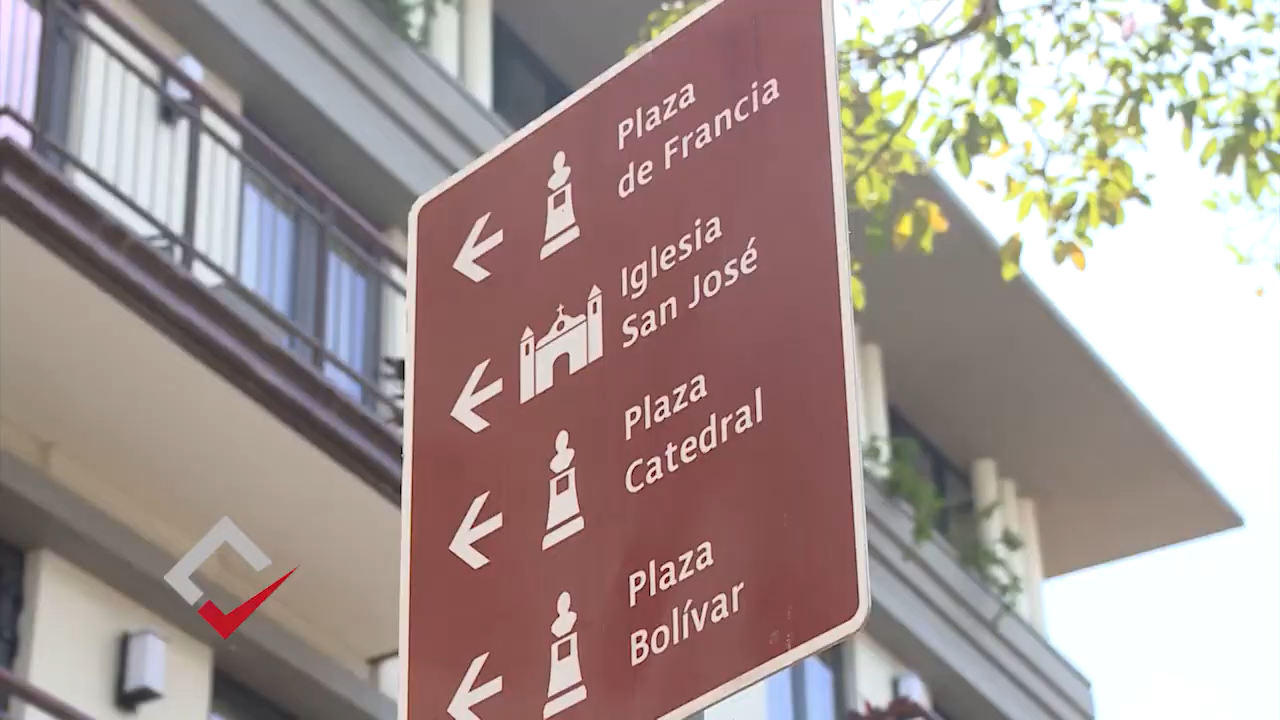 Plaza
de Francia
Iglesia
San José
Plaza
Catedral
Plaza
Bolívar